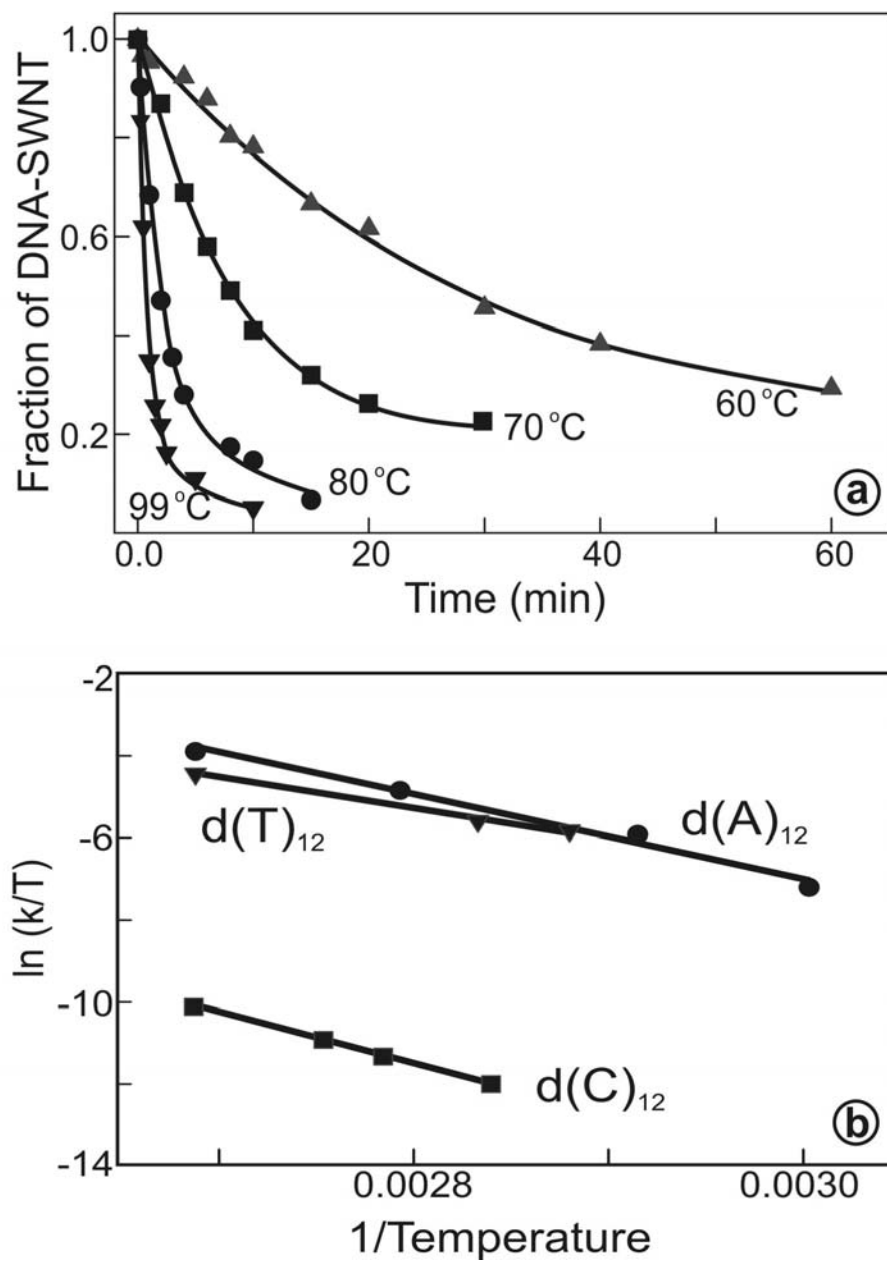 Fraction of DNA-SWNT
1.0
0.6
0.2
60 °C
70 °C
80 °C
99 °C
a
0.0
20
40
60
Time (min)
ln (k/T)
-2
-6
-10
-14
d(T)12
d(A)12
d(C)12
b
0.0028
0.0030
1/Temperature